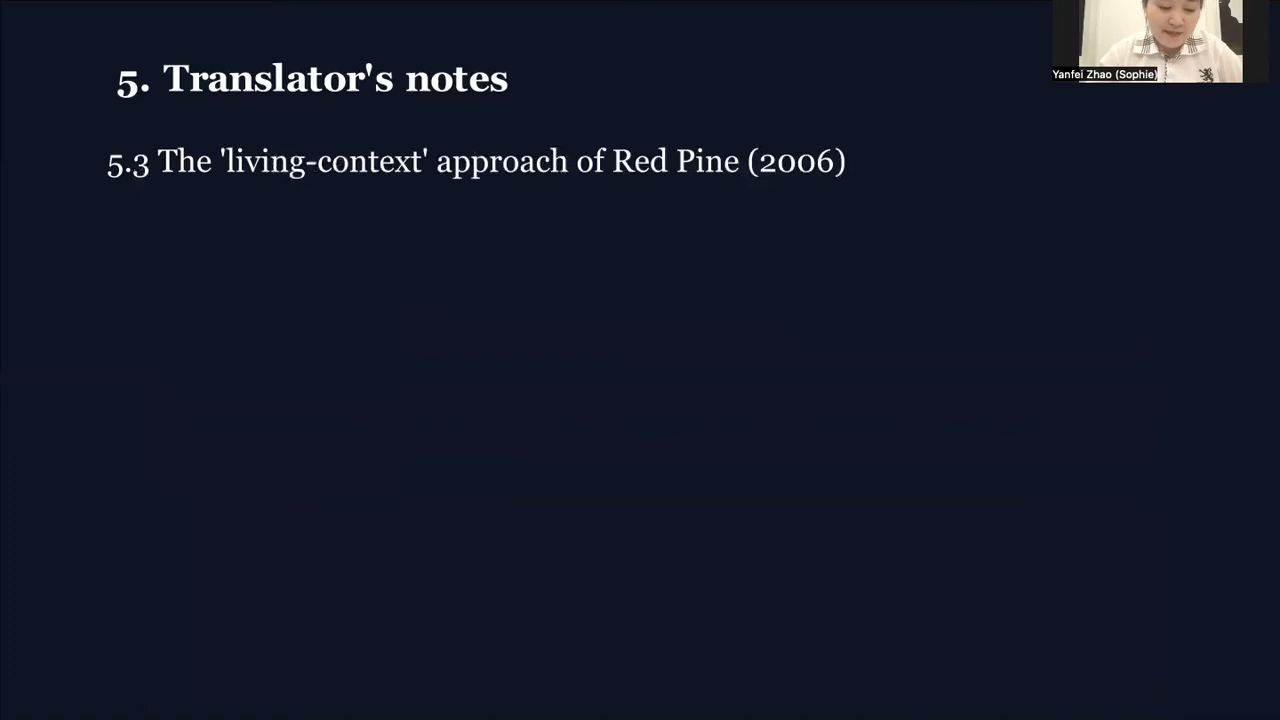 5. Translator's notes
Yanfei Zhao (Sophie)
5.3 The 'living-context' approach of Red Pine (2006)